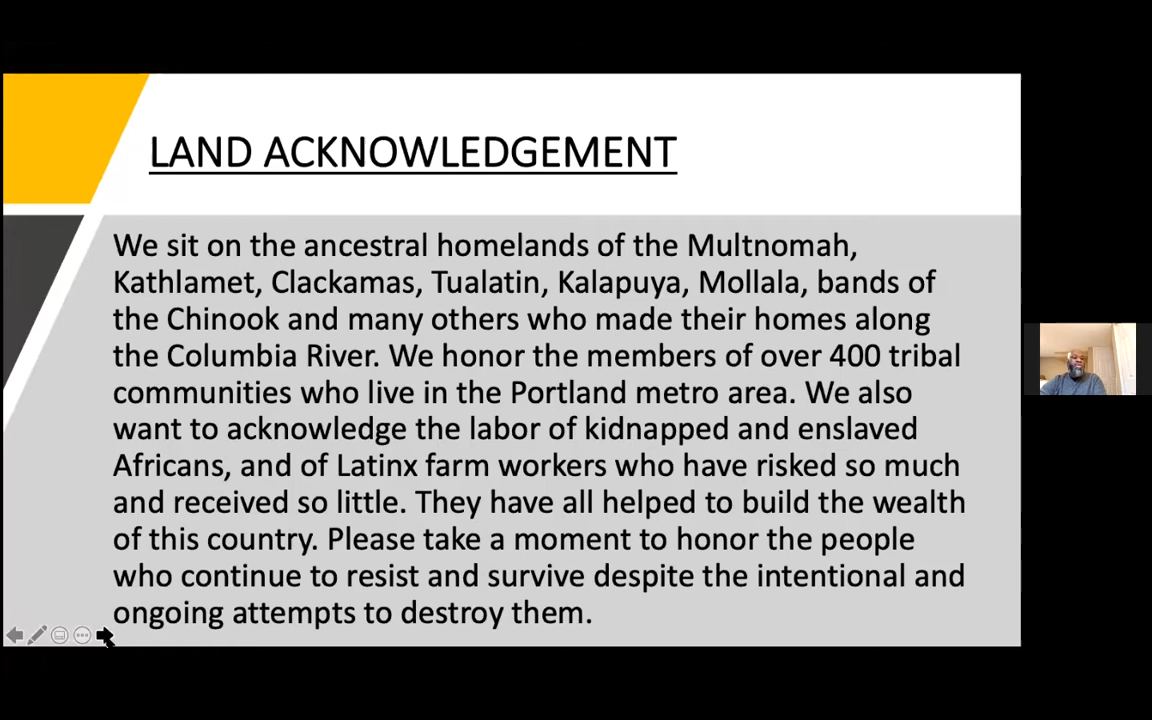 LAND ACKNOWLEDGEMENT
We sit on the ancestral homelands of the Multnomah,
Kathlamet, Clackamas, Tualatin, Kalapuya, Mollala, bands of
the Chinook and many others who made their homes along
the Columbia River. We honor the members of over 400 tribal
communities who live in the Portland metro area. We also
want to acknowledge the labor of kidnapped and enslaved
Africans, and of Latinx farm workers who have risked so much
and received so little. They have all helped to build the wealth
of this country. Please take a moment to honor the people
who continue to resist and survive despite the intentional and
ongoing attempts to destroy them.